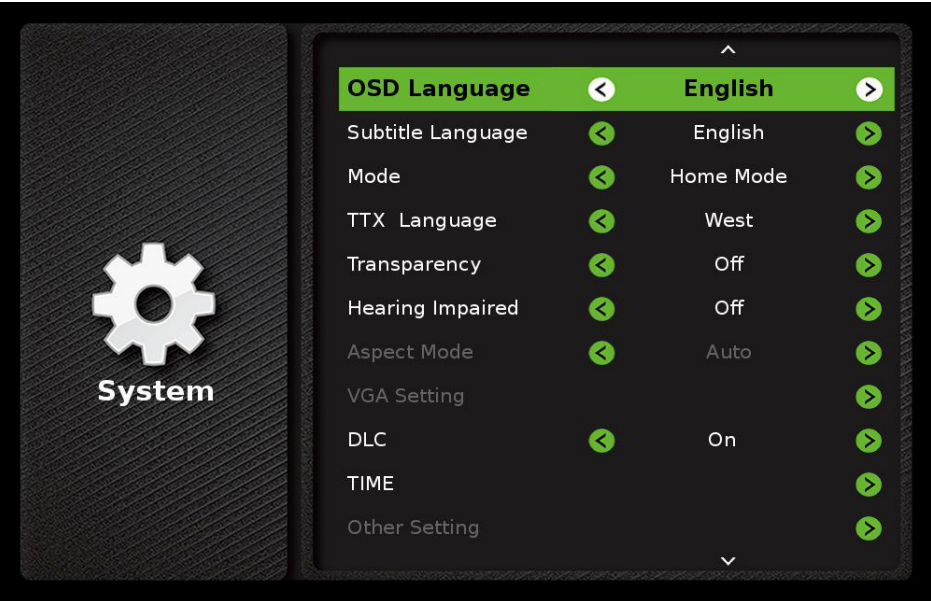 OSD Language English
Subtitle Language English
Mode Home Mode
TTX Language West
Transparency Off
Hearing Impaired Off
Aspect Mode Auto
VGA Setting
DLC On
TIME
Other Setting
System